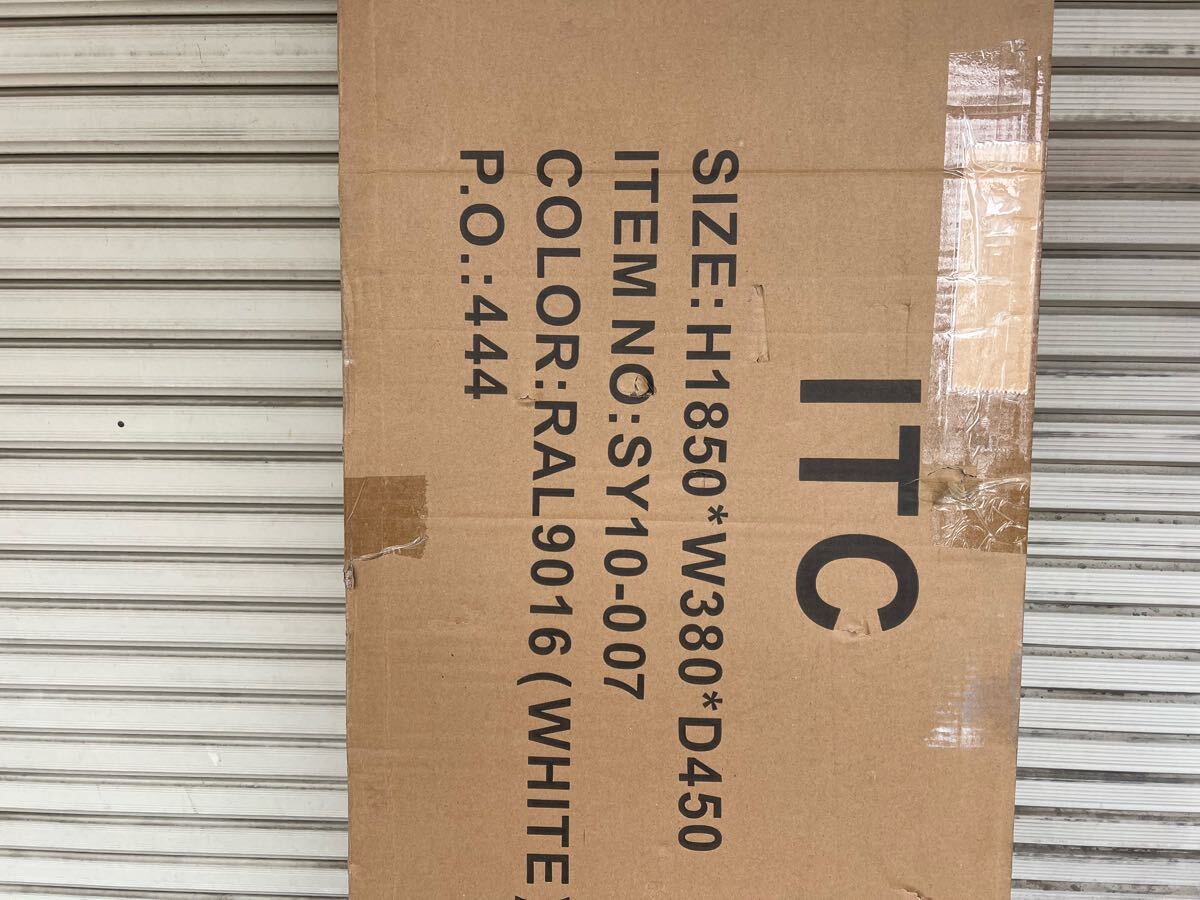 ITC
SIZE:H1850*W380*D450
ITEM NO:SY10-007
COLOR:RAL9016(WHITE)
P.O.:444